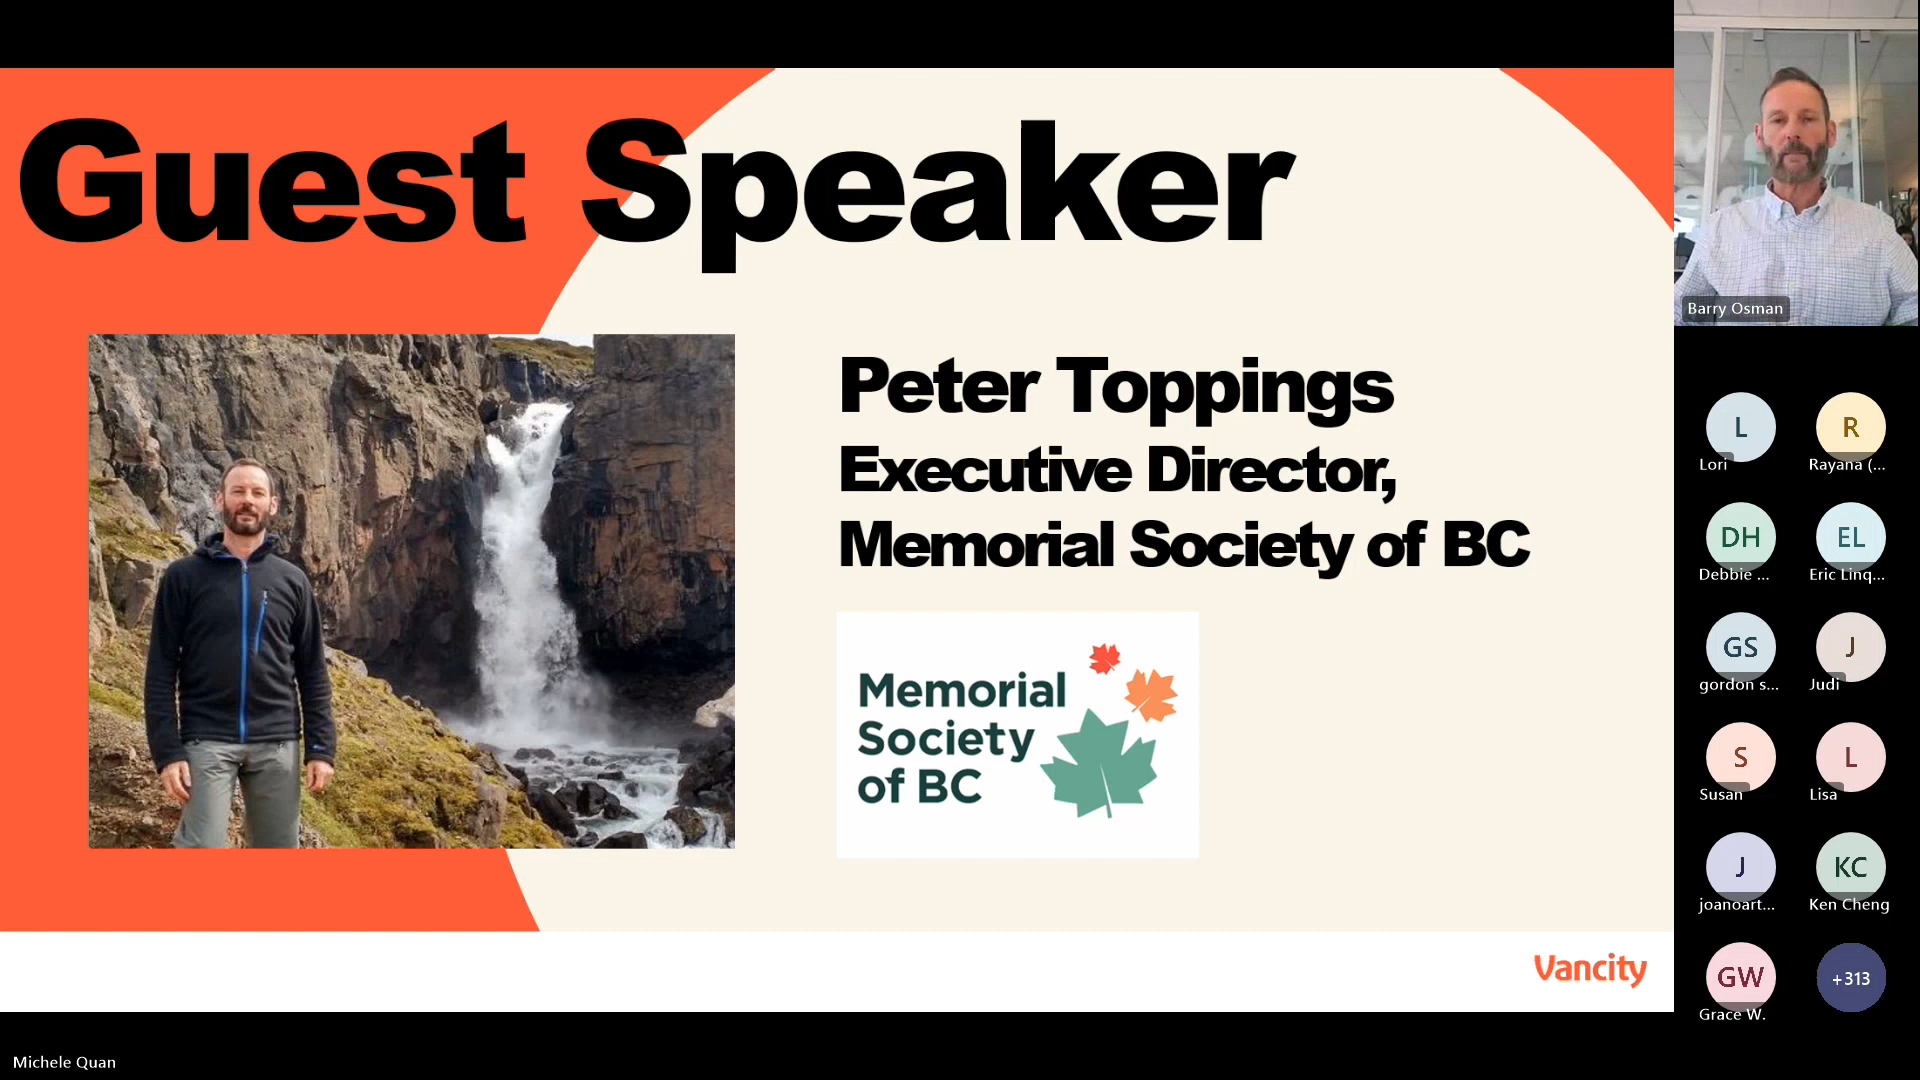 Guest Speaker
Peter Toppings
Executive Director,
Memorial Society of BC
Memorial
Society
of BC
Vancity
Michele Quan
Barry Osman
L
Lori
R
Rayana (...
DH
Debbie ...
EL
Eric Linq...
GS
gordon s...
J
Judi
S
Susan
L
Lisa
J
joanoart...
KC
Ken Cheng
GW
Grace W.
+313